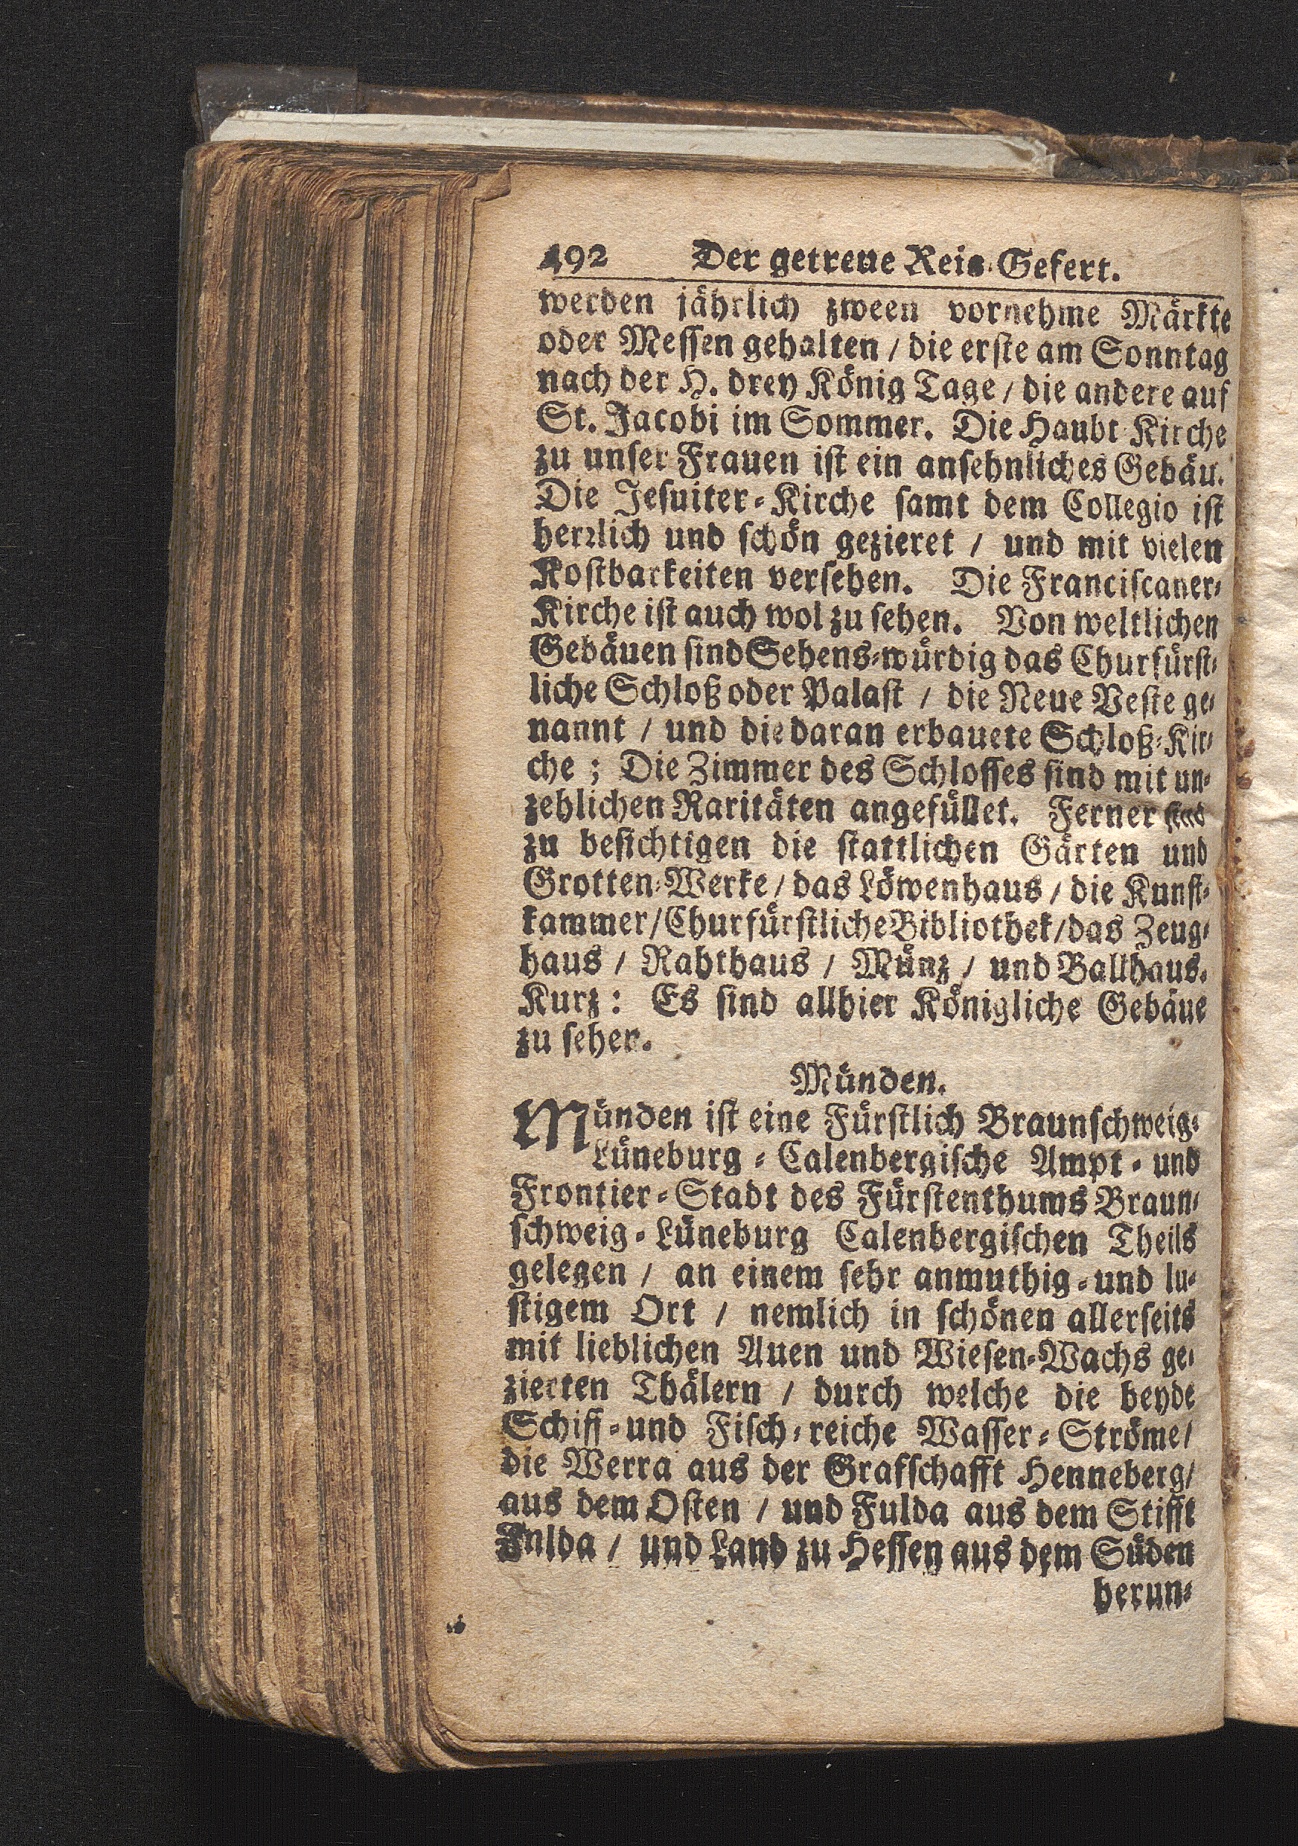 492 Der getreue Reis-Gefert.
werden jährlich zween vornehme Märkte
oder Messen gehalten / die erste am Sonntag
nach der H. drey König Tage / die andere auf
St. Jacobi im Sommer. Die Haubt-Kirche
zu unser Frauen ist ein ansehnliches Gebäu.
Die Jesuiter-Kirche samt dem Collegio ist
herrlich und schön gezieret / und mit vielen
Kostbarkeiten versehen. Die Franciscaner-
Kirche ist auch wol zu sehen. Von weltlichen
Gebäuen sind Sehens-würdig das Churfürst-
liche Schloß oder Palast / die Neue Veste ge-
nannt / und die daran erbauete Schloß-Kir-
che ; Die Zimmer des Schlosses sind mit un-
zehlichen Raritäten angefüllet. Ferner sind
zu besichtigen die stattlichen Gärten und
Grotten-Werke / das Löwenhaus / die Kunst-
kammer / Churfürstliche Bibliothek / das Zeug-
haus / Rahthaus / Münz / und Ballhaus.
Kurz: Es sind allhier Königliche Gebäue
zu sehen.
Münden.
Münden ist eine Fürstlich Braunschweig-
Lüneburg-Calenbergische Ampt- und
Frontier-Stadt des Fürstenthums Braun-
schweig-Lüneburg Calenbergischen Theils
gelegen / an einem sehr anmuthig- und lu-
stigem Ort / nemlich in schönen allerseits
mit lieblichen Auen und Wiesen-Wachs ge-
zierten Thälern / durch welche die beyde
Schiff- und Fisch-reiche Wasser-Ströme /
die Werra aus der Grafschafft Henneberg /
aus dem Osten / und Fulda aus dem Stifft
Fulda / und Land zu Hessen aus dem Süden
herun-